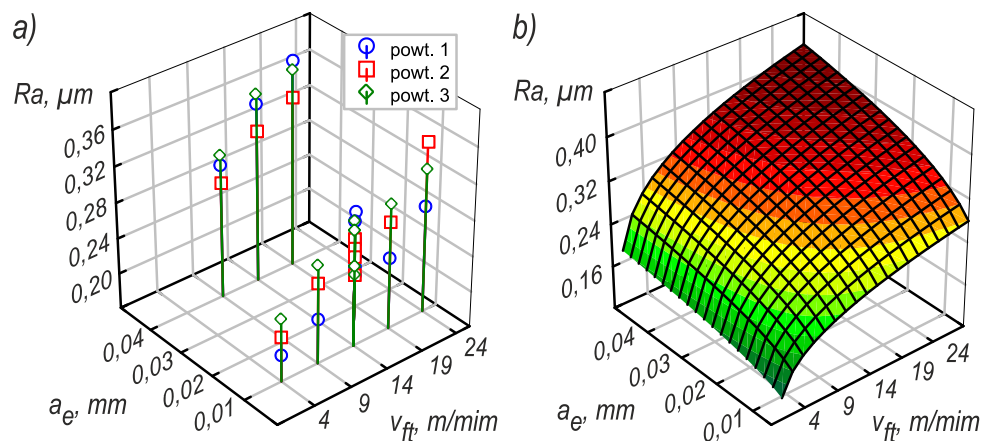 a)
Ra, µm
0,36
0,32
0,28
0,24
0,20
powt. 1
powt. 2
powt. 3
0,04
0,03
0,02
0,01
a_e, mm
4
9
14
19
24
v_ft, m/mim
b)
Ra, µm
0,40
0,32
0,24
0,16
0,04
0,03
0,02
0,01
a_e, mm
4
9
14
19
24
v_ft, m/mim